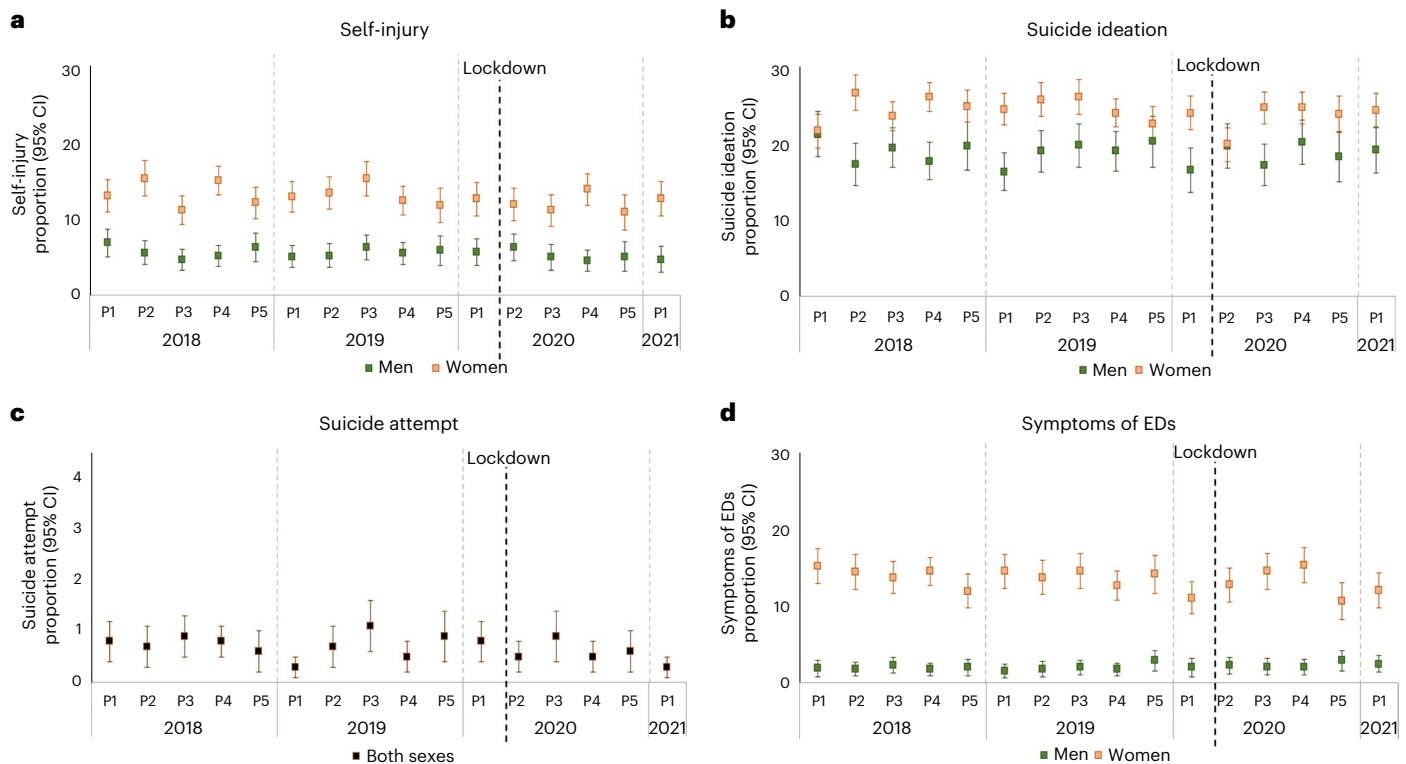 a
Self-injury
Self-injury
proportion (95% CI)
30
20
10
0
Lockdown
P1 P2 P3 P4 P5 P1 P2 P3 P4 P5 P1 P2 P3 P4 P5 P1
2018 2019 2020 2021
Men Women
b
Suicide ideation
Suicide ideation
proportion (95% CI)
30
20
10
0
Lockdown
P1 P2 P3 P4 P5 P1 P2 P3 P4 P5 P1 P2 P3 P4 P5 P1
2018 2019 2020 2021
Men Women
c
Suicide attempt
Suicide attempt
proportion (95% CI)
4
3
2
1
0
Lockdown
P1 P2 P3 P4 P5 P1 P2 P3 P4 P5 P1 P2 P3 P4 P5 P1
2018 2019 2020 2021
Both sexes
d
Symptoms of EDs
Symptoms of EDs
proportion (95% CI)
30
20
10
0
Lockdown
P1 P2 P3 P4 P5 P1 P2 P3 P4 P5 P1 P2 P3 P4 P5 P1
2018 2019 2020 2021
Men Women